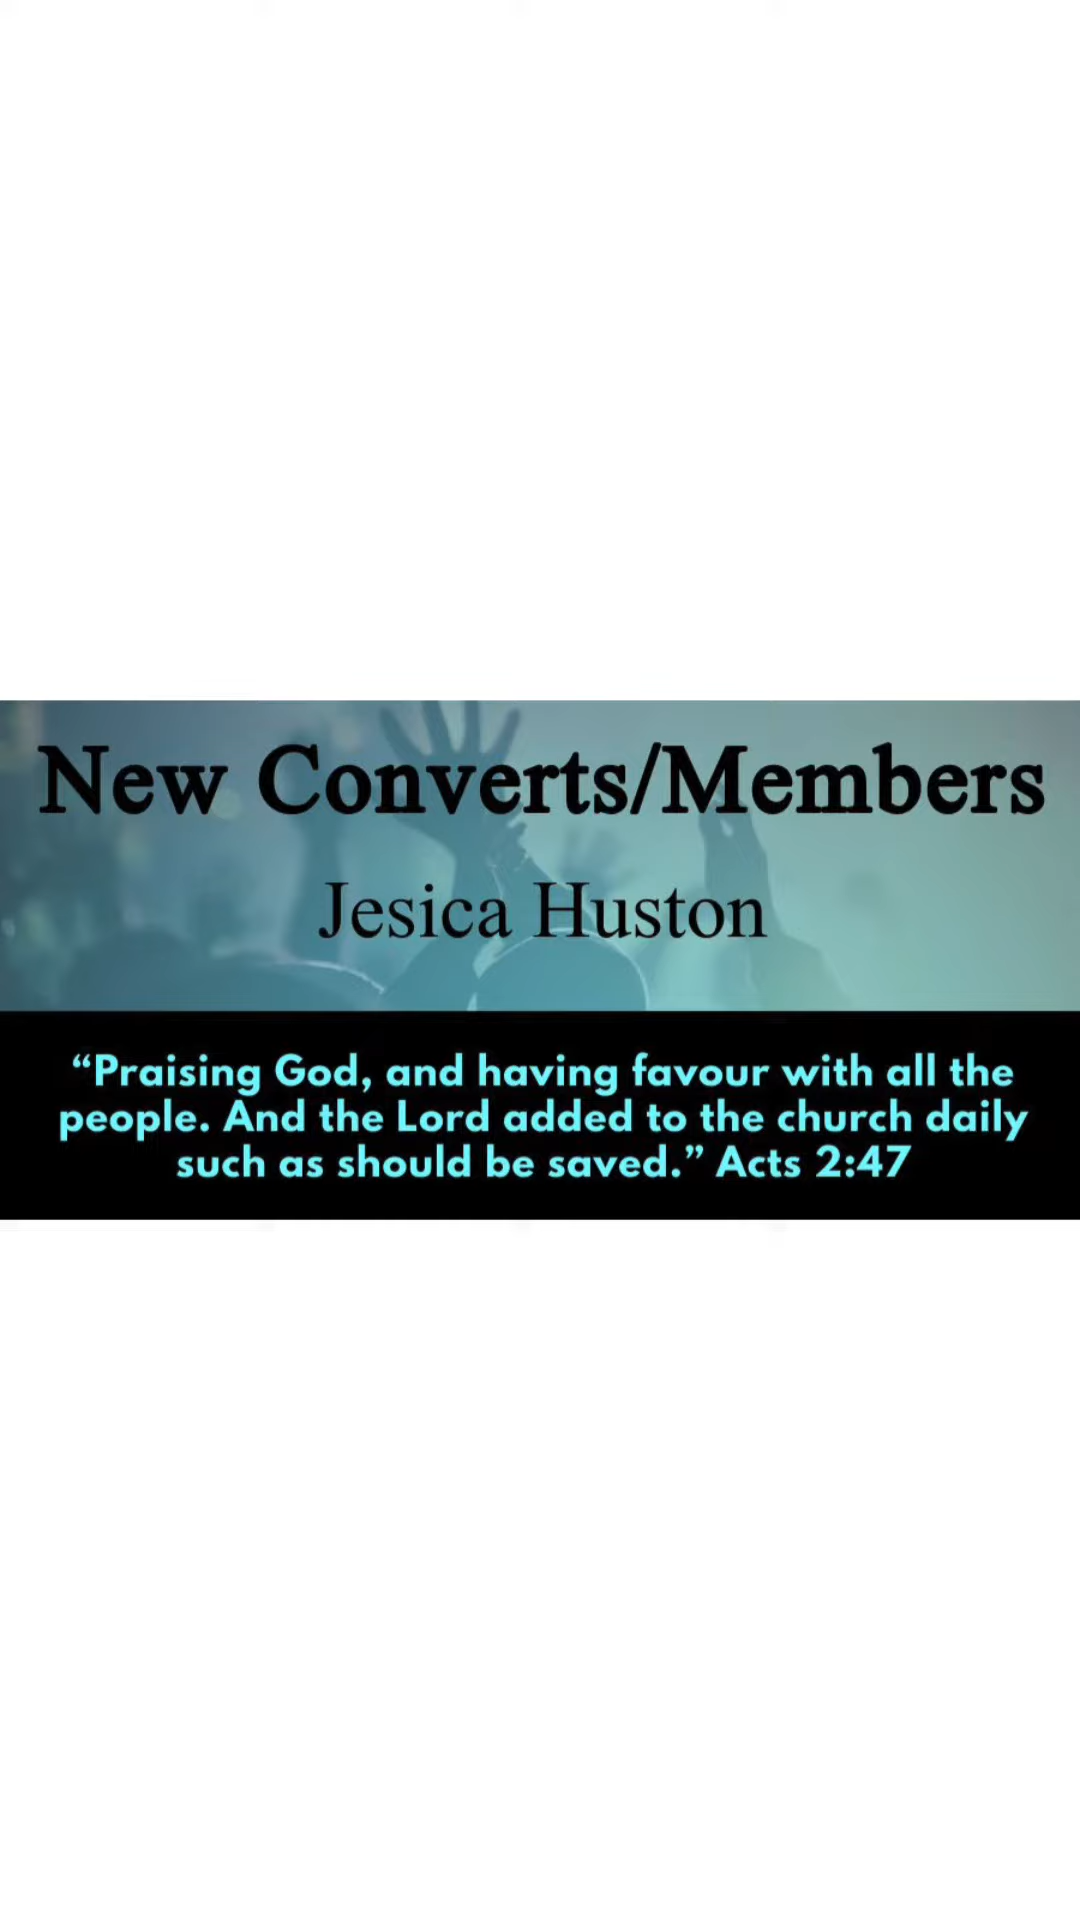 New Converts/Members
Jesica Huston
“Praising God, and having favour with all the
people. And the Lord added to the church daily
such as should be saved.” Acts 2:47